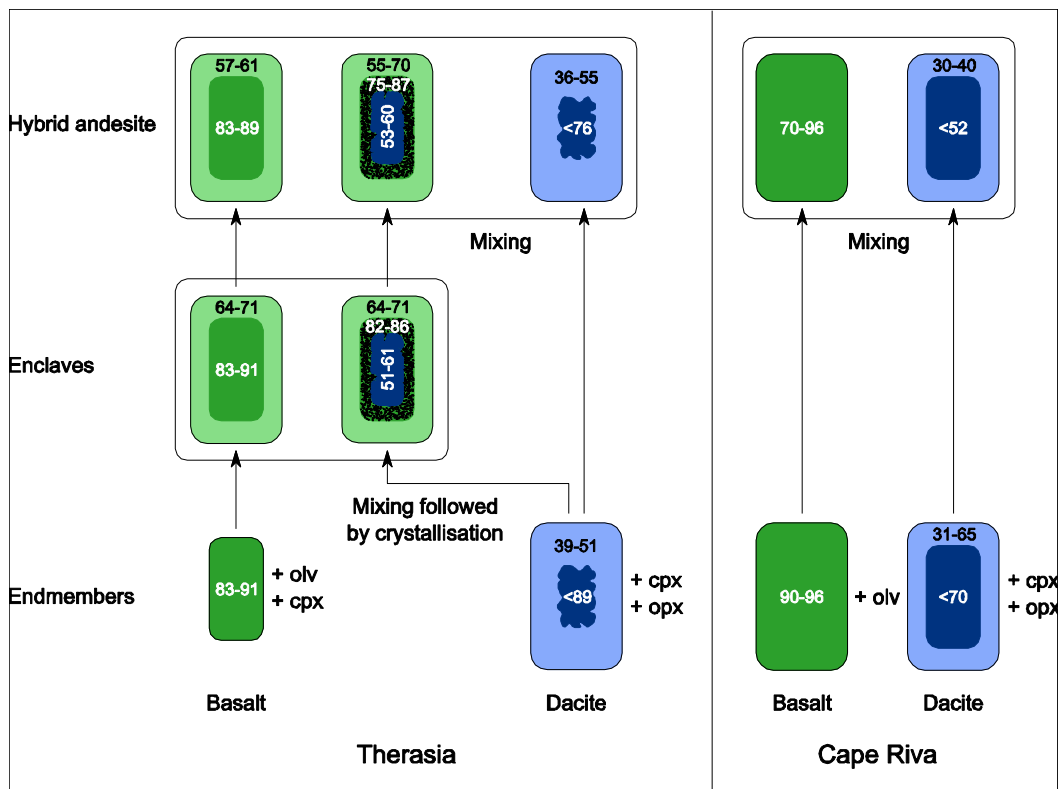 57-61
55-70
75-87
53-60
83-89
36-55
<76
30-40
70-96
<52
Hybrid andesite
Mixing
Mixing
64-71
64-71
82-86
51-61
83-91
Enclaves
Mixing followed
by crystallisation
83-91
+ olv
+ cpx
39-51
<89
+ cpx
+ opx
90-96
+ olv
31-65
<70
+ cpx
+ opx
Endmembers
Basalt
Dacite
Basalt
Dacite
Therasia
Cape Riva